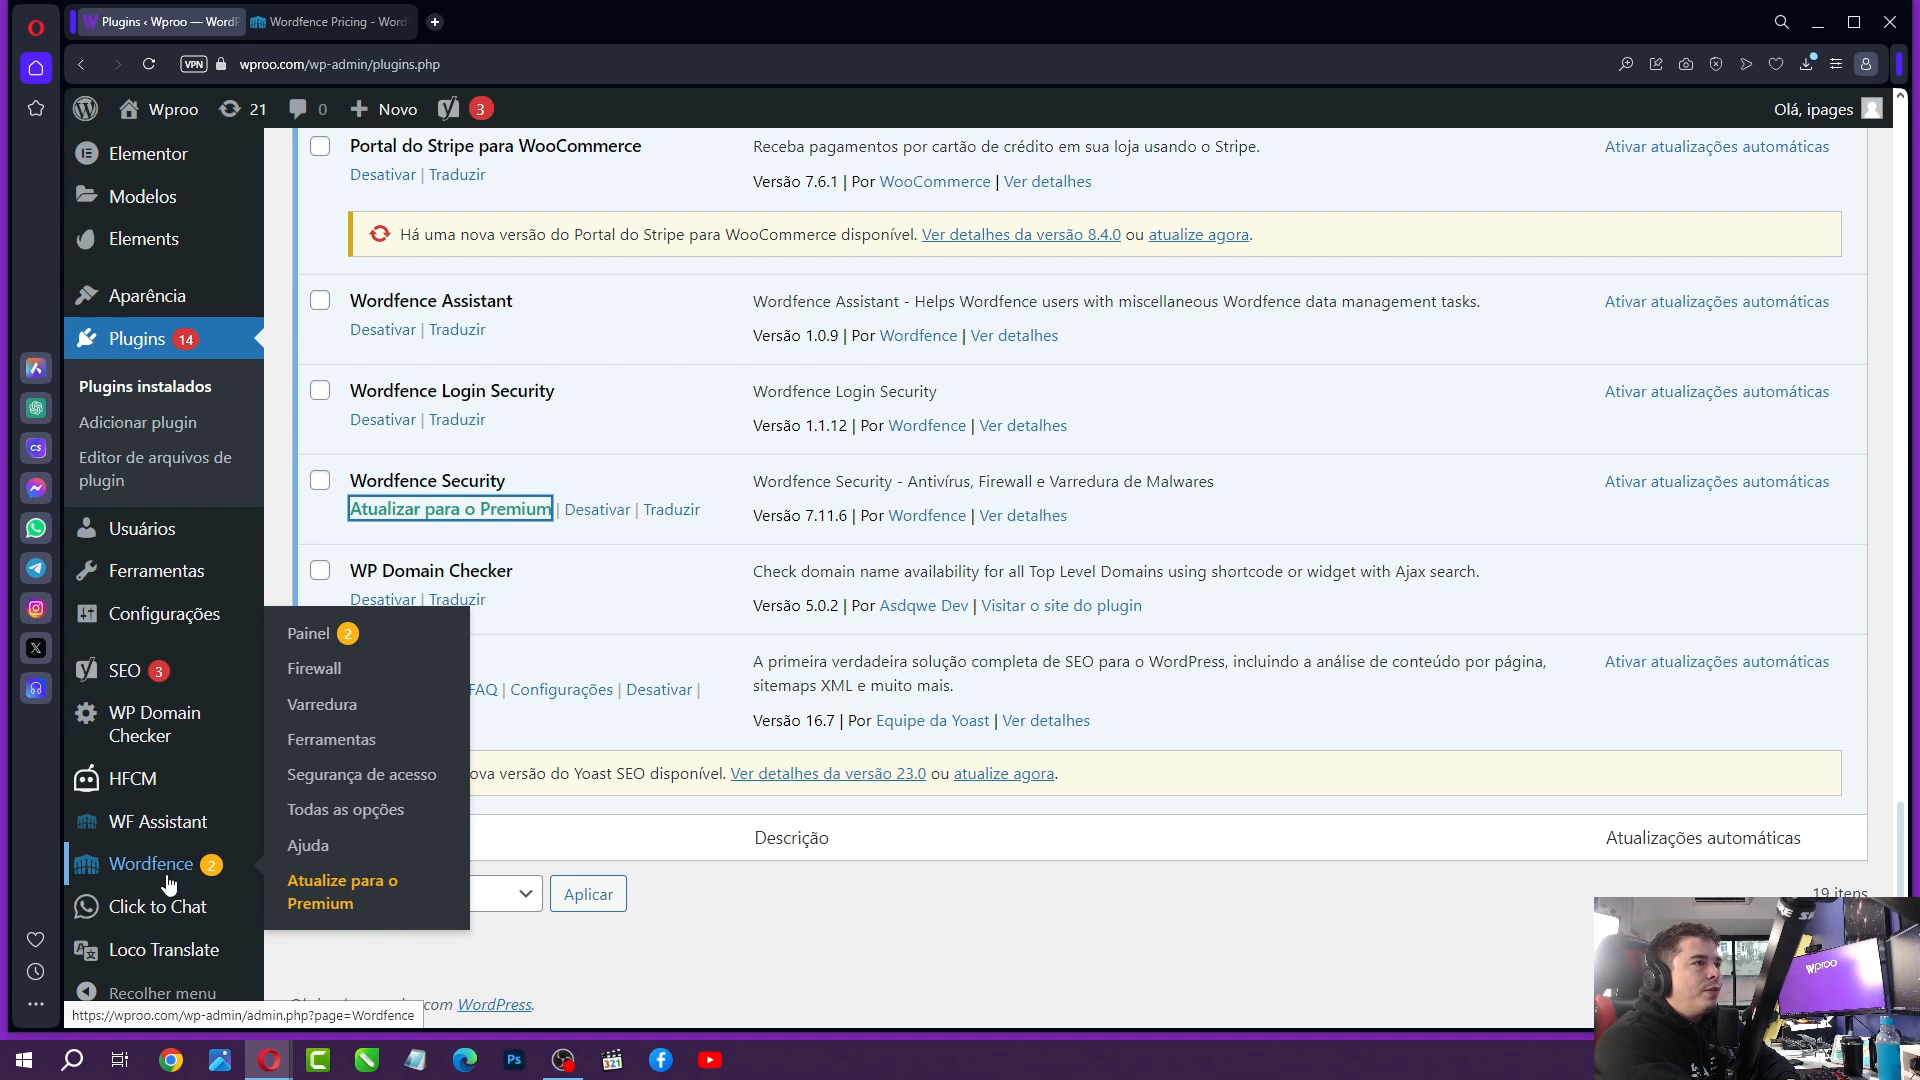 Plugins ‹ Wproo — WordP
Wordfence Pricing - Word
VPN
wproo.com/wp-admin/plugins.php
Wproo
21
0
Novo
3
Olá, ipages
Elementor
Modelos
Elements
Aparência
Plugins 14
Plugins instalados
Adicionar plugin
Editor de arquivos de
plugin
Usuários
Ferramentas
Configurações
SEO 3
WP Domain
Checker
HFCM
WF Assistant
Wordfence 2
Click to Chat
Loco Translate
Recolher menu
Painel 2
Firewall
Varredura
Ferramentas
Segurança de acesso
Todas as opções
Ajuda
Atualize para o
Premium
Portal do Stripe para WooCommerce
Desativar | Traduzir
Receba pagamentos por cartão de crédito em sua loja usando o Stripe.
Versão 7.6.1 | Por WooCommerce | Ver detalhes
Ativar atualizações automáticas
Há uma nova versão do Portal do Stripe para WooCommerce disponível. Ver detalhes da versão 8.4.0 ou atualize agora.
Wordfence Assistant
Desativar | Traduzir
Wordfence Assistant - Helps Wordfence users with miscellaneous Wordfence data management tasks.
Versão 1.0.9 | Por Wordfence | Ver detalhes
Ativar atualizações automáticas
Wordfence Login Security
Desativar | Traduzir
Wordfence Login Security
Versão 1.1.12 | Por Wordfence | Ver detalhes
Ativar atualizações automáticas
Wordfence Security
Atualizar para o Premium | Desativar | Traduzir
Wordfence Security - Antivírus, Firewall e Varredura de Malwares
Versão 7.11.6 | Por Wordfence | Ver detalhes
Ativar atualizações automáticas
WP Domain Checker
Desativar | Traduzir
Check domain name availability for all Top Level Domains using shortcode or widget with Ajax search.
Versão 5.0.2 | Por Asdqwe Dev | Visitar o site do plugin
FAQ | Configurações | Desativar |
A primeira verdadeira solução completa de SEO para o WordPress, incluindo a análise de conteúdo por página,
sitemaps XML e muito mais.
Versão 16.7 | Por Equipe da Yoast | Ver detalhes
Ativar atualizações automáticas
ova versão do Yoast SEO disponível. Ver detalhes da versão 23.0 ou atualize agora.
Descrição
Atualizações automáticas
Aplicar
19 itens
com WordPress.
https://wproo.com/wp-admin/admin.php?page=Wordfence
CS
Ps
321
wproo